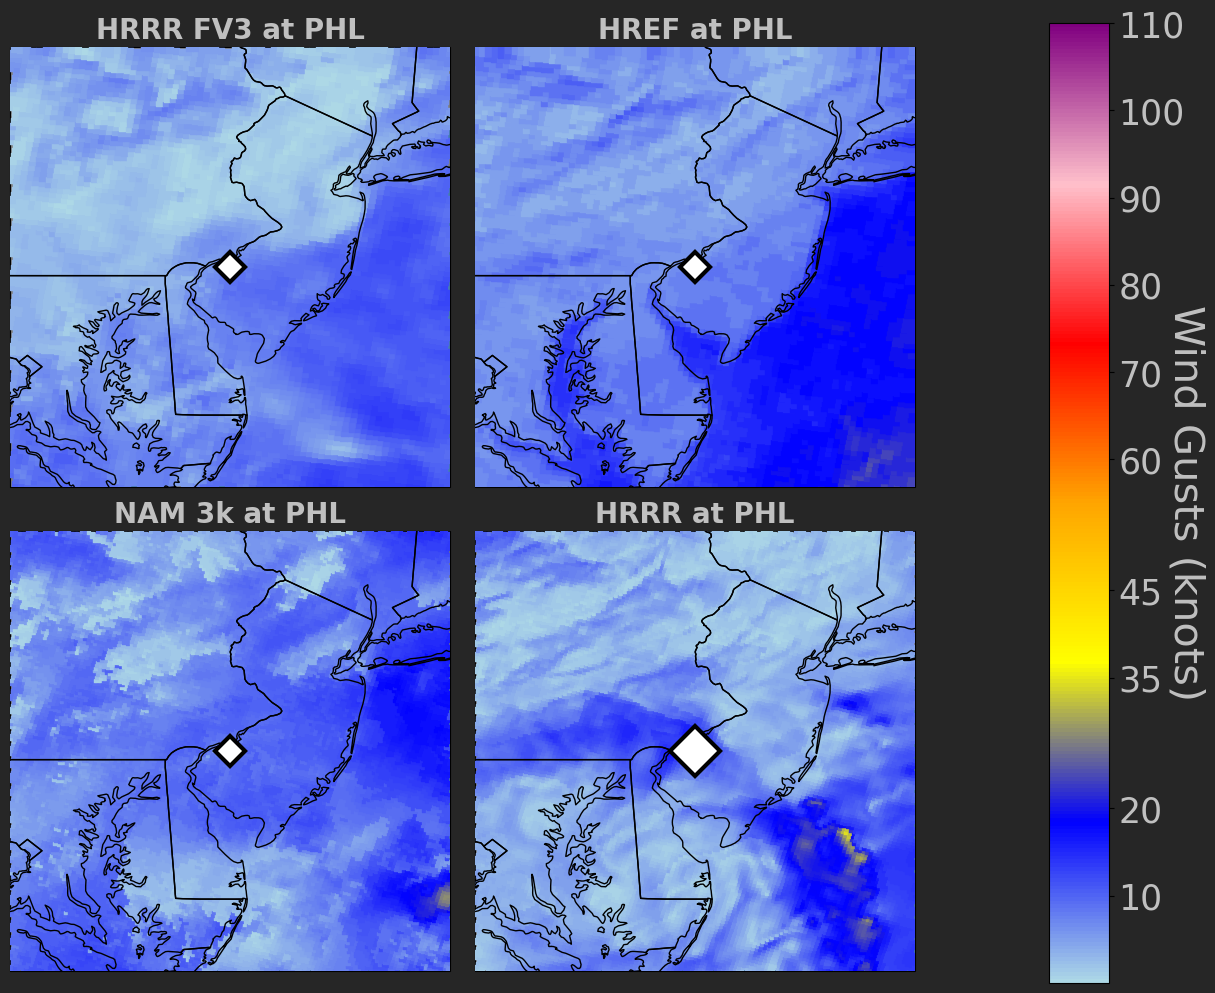 HRRR FV3 at PHL
HREF at PHL
NAM 3k at PHL
HRRR at PHL
110
100
90
80
70
60
45
35
20
10
Wind Gusts (knots)